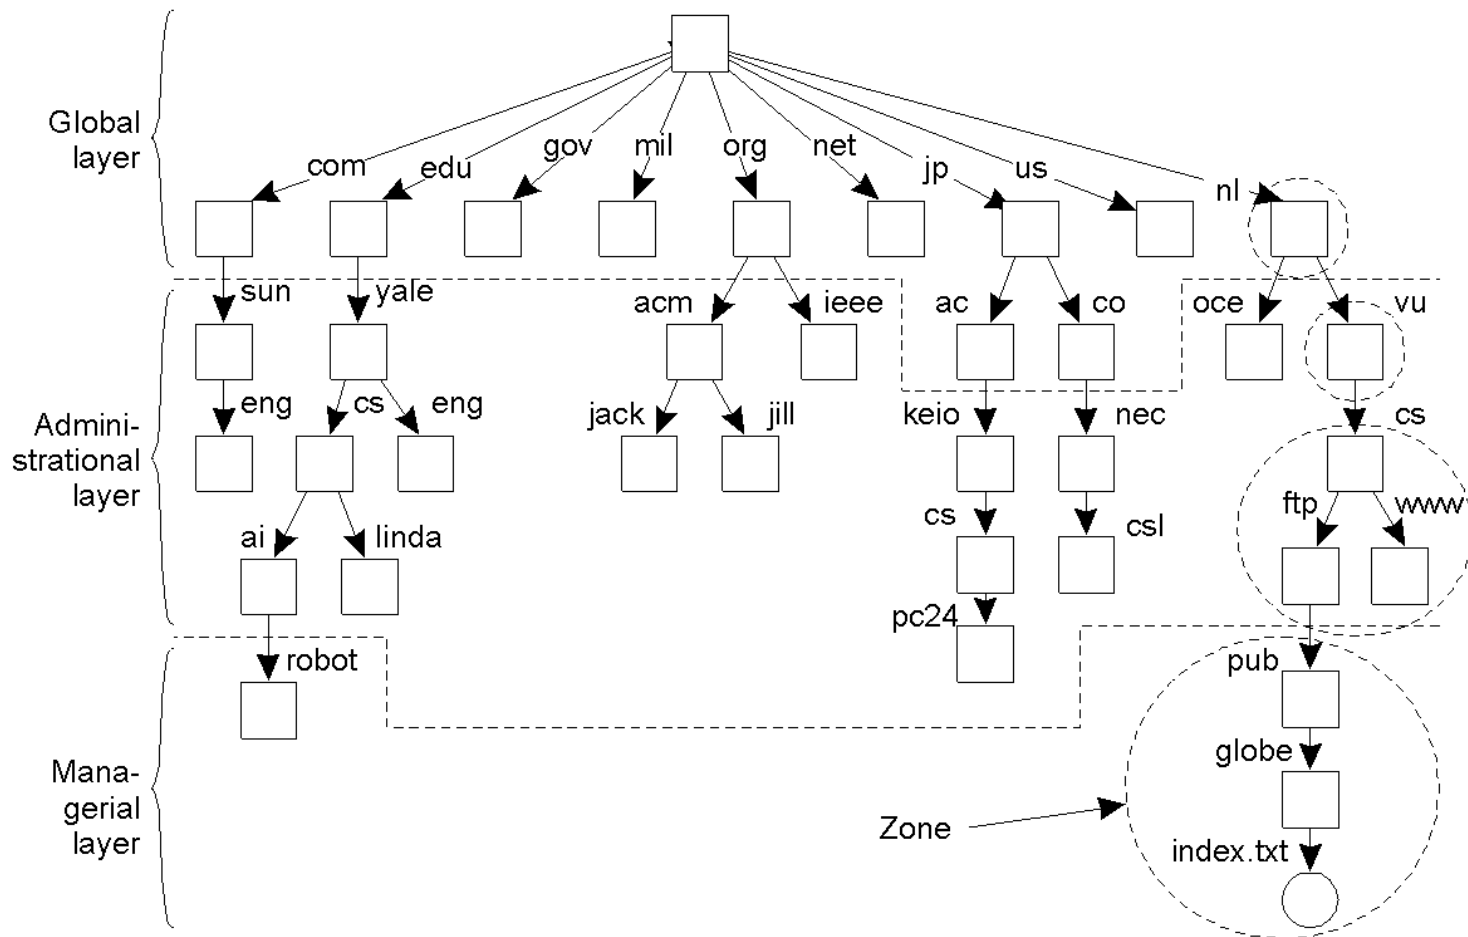 Global
layer
com
edu
gov
mil
org
net
jp
us
nl
sun
yale
acm
ieee
ac
co
oce
vu
Admini-
strational
layer
eng
cs
eng
jack
jill
keio
nec
cs
ai
linda
cs
csl
ftp
www
pc24
robot
pub
Mana-
gerial
layer
globe
Zone
index.txt